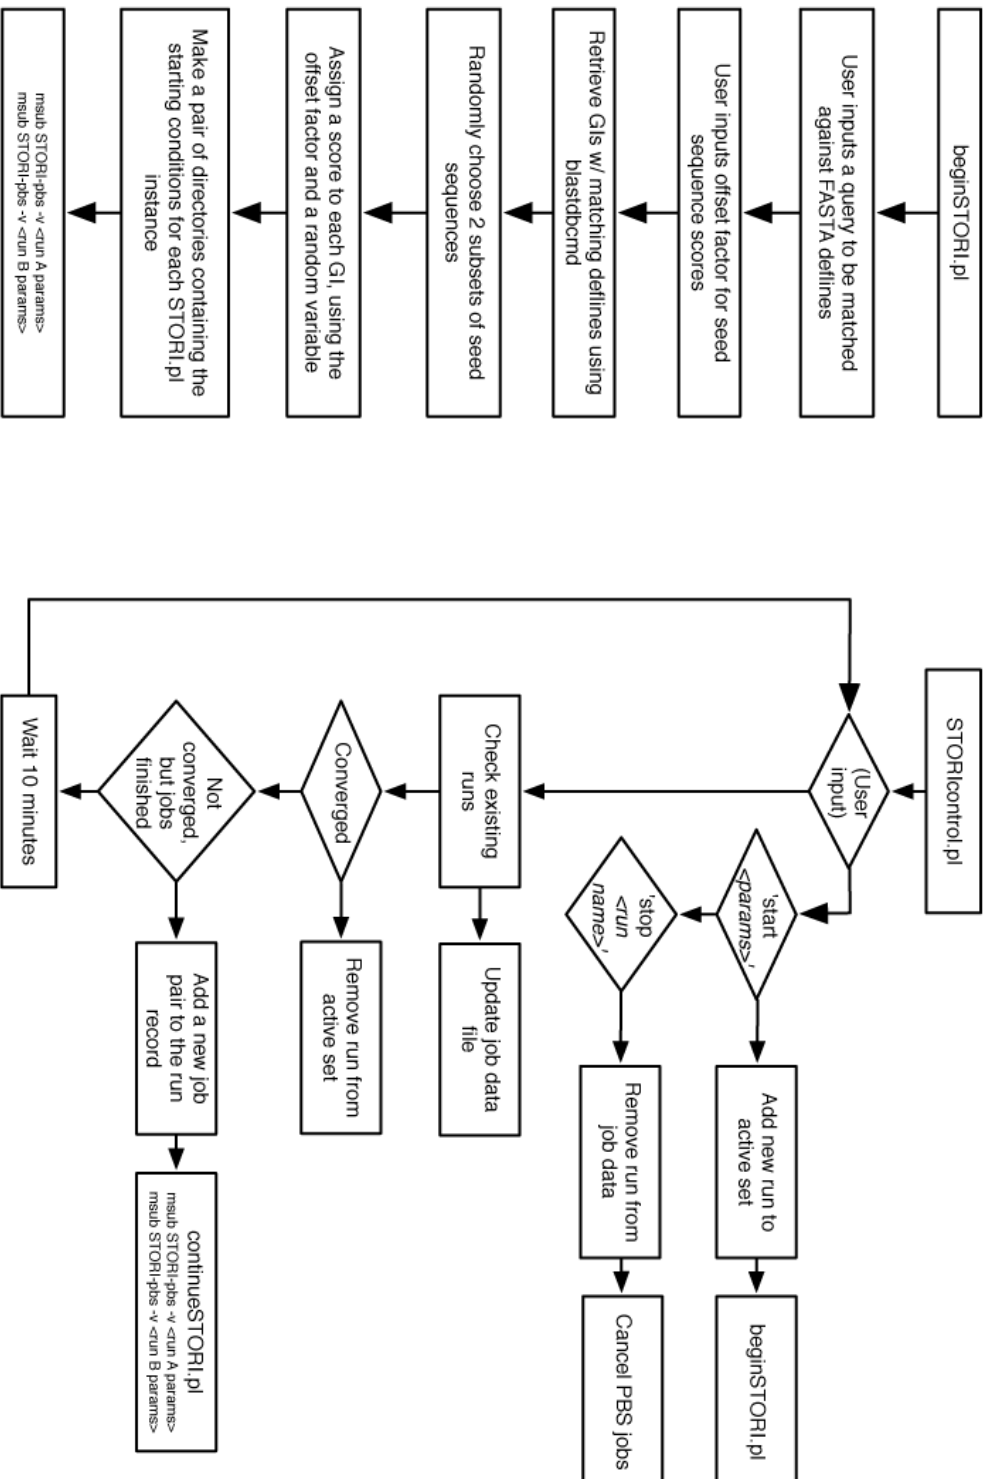 beginSTORI.pl
User inputs a query to be matched
against FASTA deflines
User inputs offset factor for seed
sequence scores
Retrieve GIs w/ matching deflines using
blastdbcmd
Randomly choose 2 subsets of seed
sequences
Assign a score to each GI, using the
offset factor and a random variable
Make a pair of directories containing the
starting conditions for each STORI.pl
instance
msub STORI-pbs -v <run A params>
msub STORI-pbs -v <run B params>
STORIcontrol.pl
(User
input)
'start
<params>'
Add new run to
active set
beginSTORI.pl
'stop
<run
name>'
Remove run from
job data
Cancel PBS jobs
Check existing
runs
Update job data
file
Converged
Remove run from
active set
Not
converged,
but jobs
finished
Add a new job
pair to the run
record
continueSTORI.pl
msub STORI-pbs -v <run A params>
msub STORI-pbs -v <run B params>
Wait 10 minutes